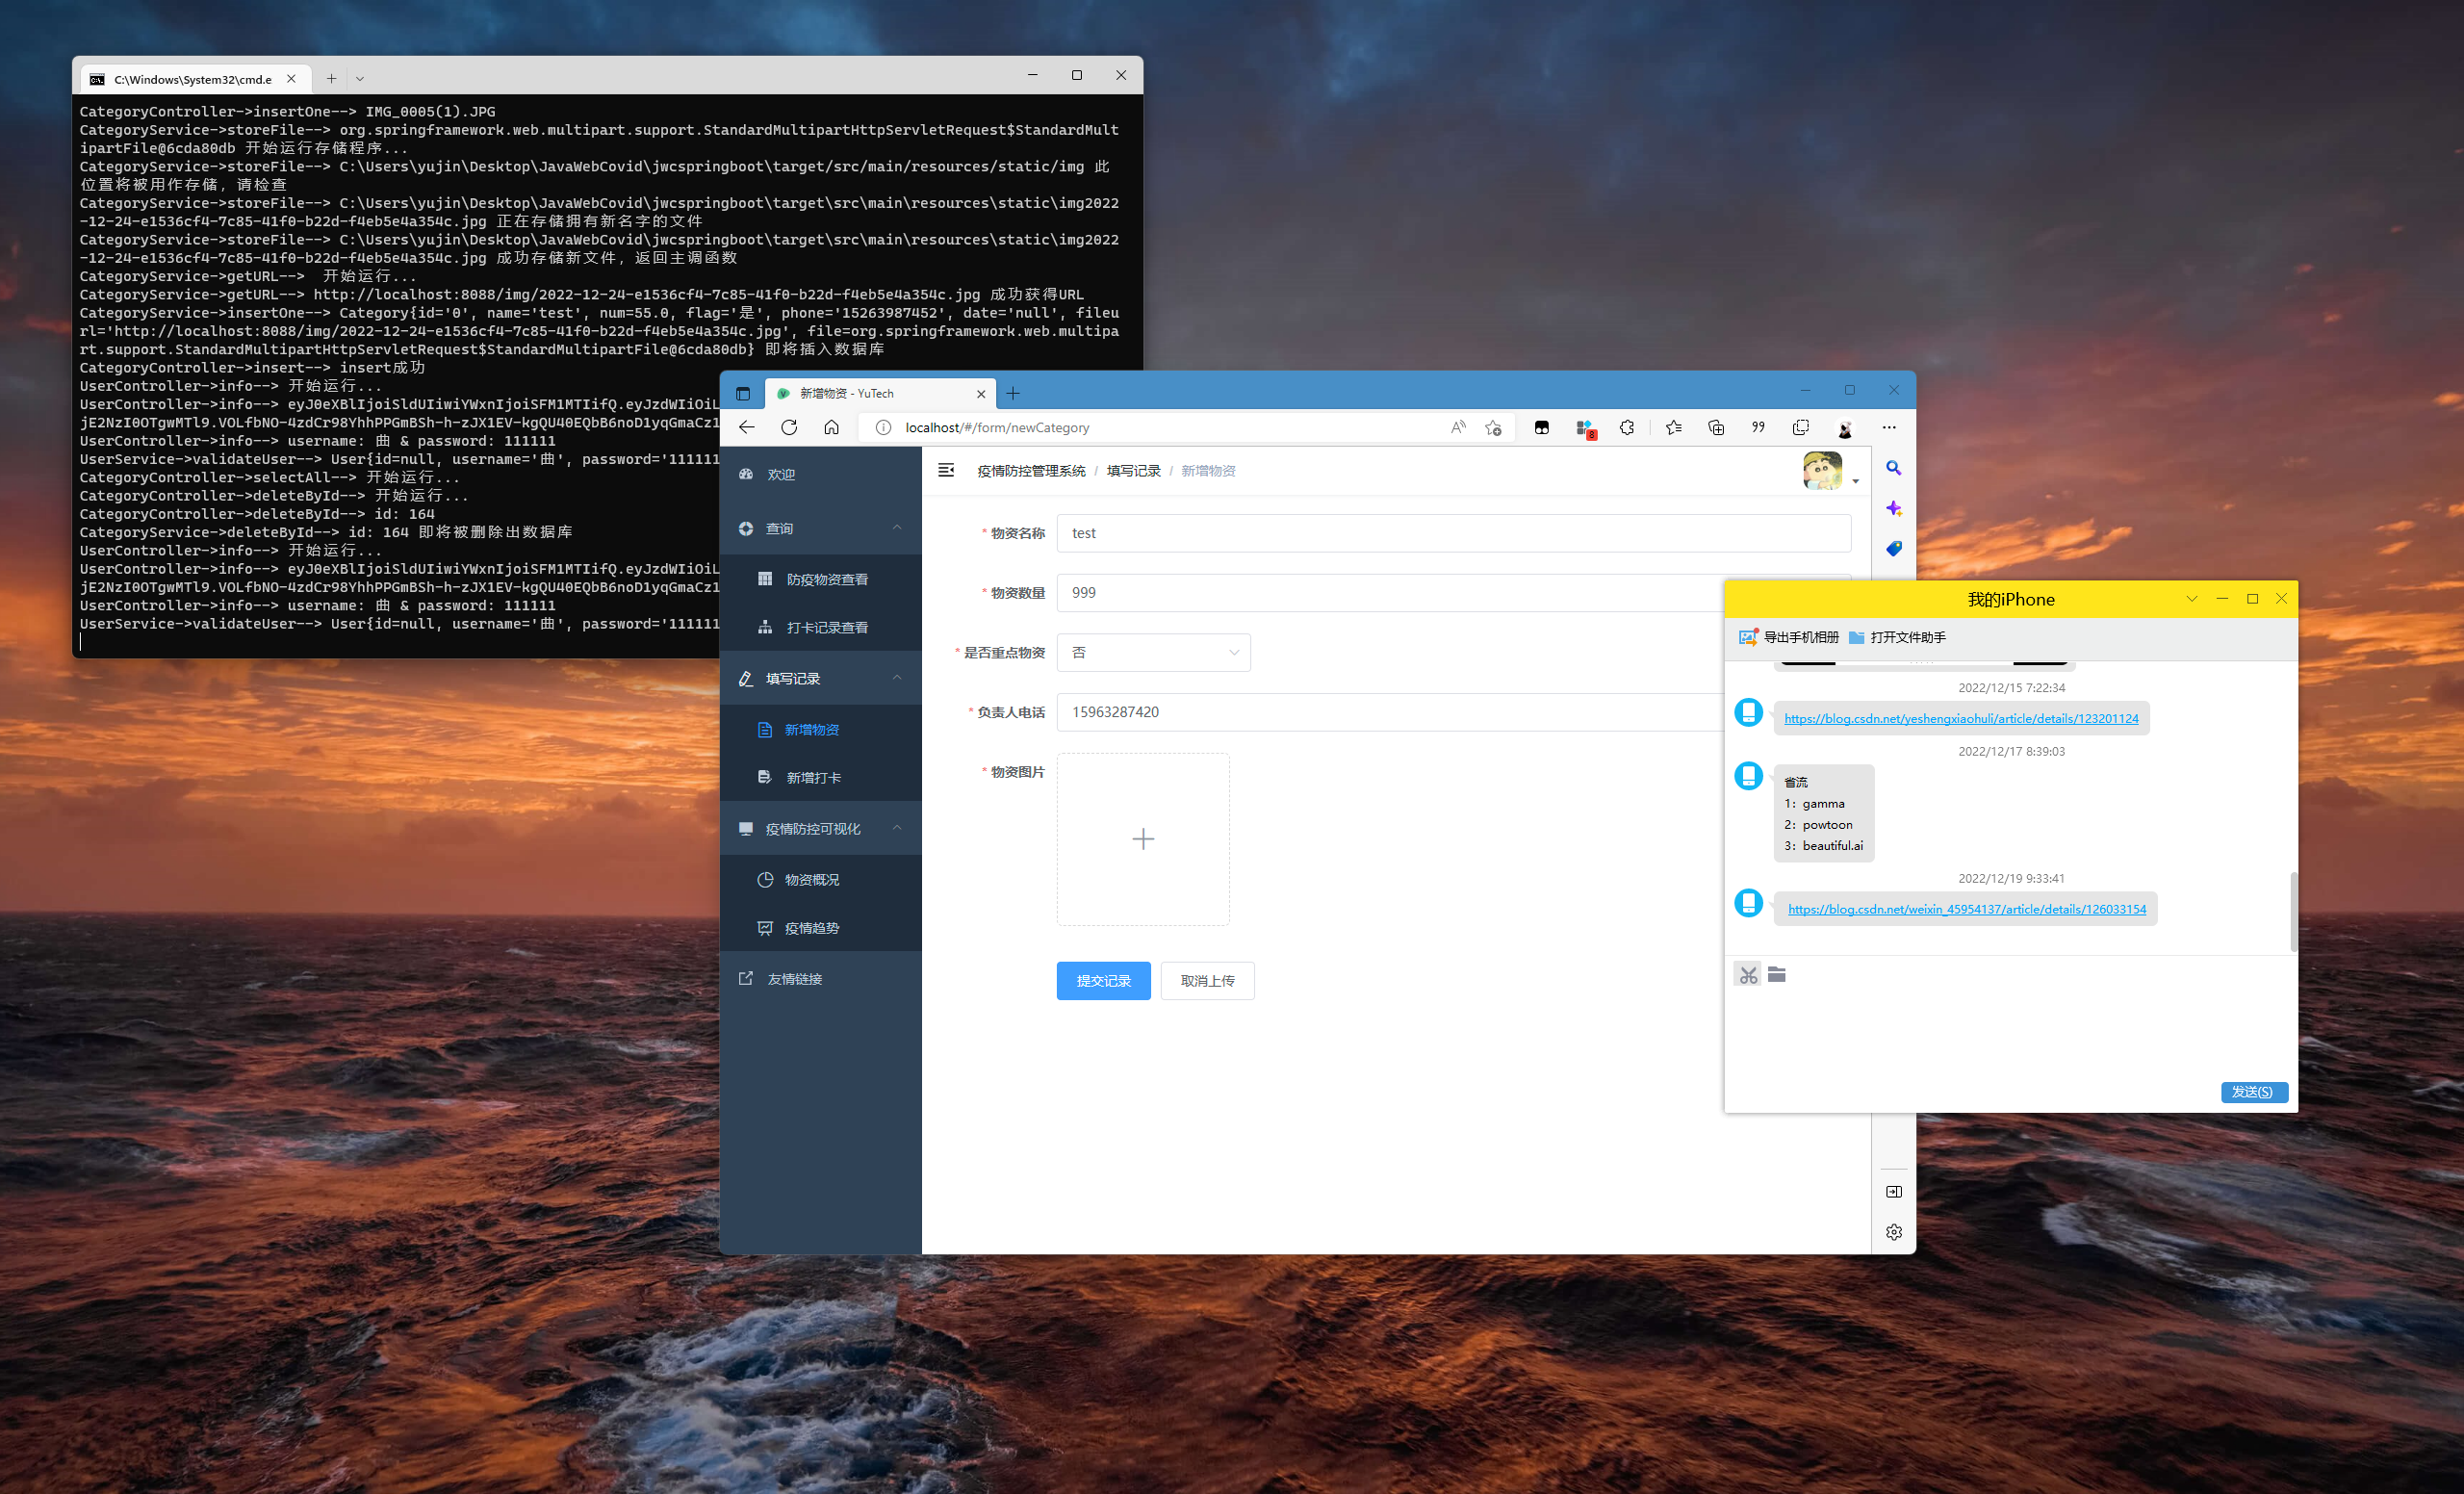 C:\Windows\System32\cmd.e
CategoryController->insertOne--> IMG_0005(1).JPG
CategoryService->storeFile--> org.springframework.web.multipart.support.StandardMultipartHttpServletRequest$StandardMult
ipartFile@6cda80db 开始运行存储程序...
CategoryService->storeFile--> C:\Users\yujin\Desktop\JavaWebCovid\jwcspringboot\target/src/main/resources/static/img 此
位置将被用作存储，请检查
CategoryService->storeFile--> C:\Users\yujin\Desktop\JavaWebCovid\jwcspringboot\target\src\main\resources\static\img2022
-12-24-e1536cf4-7c85-41f0-b22d-f4eb5e4a354c.jpg 正在存储拥有新名字的文件
CategoryService->storeFile--> C:\Users\yujin\Desktop\JavaWebCovid\jwcspringboot\target\src\main\resources\static\img2022
-12-24-e1536cf4-7c85-41f0-b22d-f4eb5e4a354c.jpg 成功存储新文件，返回主调函数
CategoryService->getURL-->  开始运行...
CategoryService->getURL--> http://localhost:8088/img/2022-12-24-e1536cf4-7c85-41f0-b22d-f4eb5e4a354c.jpg 成功获得URL
CategoryService->insertOne--> Category{id='0', name='test', num=55.0, flag='是', phone='15263987452', date='null', fileu
rl='http://localhost:8088/img/2022-12-24-e1536cf4-7c85-41f0-b22d-f4eb5e4a354c.jpg', file=org.springframework.web.multipa
rt.support.StandardMultipartHttpServletRequest$StandardMultipartFile@6cda80db} 即将插入数据库
CategoryController->insert--> insert成功
UserController->info--> 开始运行...
UserController->info--> eyJ0eXBlIjoiSldUIiwiYWxnIjoiSFM1MTIifQ.eyJzdWIiOiL
jE2NzI0OTgwMTl9.VOLfbNO-4zdCr98YhhPPGmBSh-h-zJX1EV-kgQU40EQbB6noD1yqGmaCz1
UserController->info--> username: 曲 & password: 111111
UserService->validateUser--> User{id=null, username='曲', password='111111
CategoryController->selectAll--> 开始运行...
CategoryController->deleteById--> 开始运行...
CategoryController->deleteById--> id: 164
CategoryService->deleteById--> id: 164 即将被删除出数据库
UserController->info--> 开始运行...
UserController->info--> eyJ0eXBlIjoiSldUIiwiYWxnIjoiSFM1MTIifQ.eyJzdWIiOiL
jE2NzI0OTgwMTl9.VOLfbNO-4zdCr98YhhPPGmBSh-h-zJX1EV-kgQU40EQbB6noD1yqGmaCz1
UserController->info--> username: 曲 & password: 111111
UserService->validateUser--> User{id=null, username='曲', password='111111
新增物资 - YuTech
localhost/#/form/newCategory
8
欢迎
查询
防疫物资查看
打卡记录查看
填写记录
新增物资
新增打卡
疫情防控可视化
物资概况
疫情趋势
友情链接
疫情防控管理系统 / 填写记录 / 新增物资
* 物资名称 test
* 物资数量 999
* 是否重点物资 否
* 负责人电话 15963287420
* 物资图片
提交记录 取消上传
我的iPhone
导出手机相册 打开文件助手
2022/12/15 7:22:34
https://blog.csdn.net/yeshengxiaohuli/article/details/123201124
2022/12/17 8:39:03
省流
1：gamma
2：powtoon
3：beautiful.ai
2022/12/19 9:33:41
https://blog.csdn.net/weixin_45954137/article/details/126033154
发送(S)